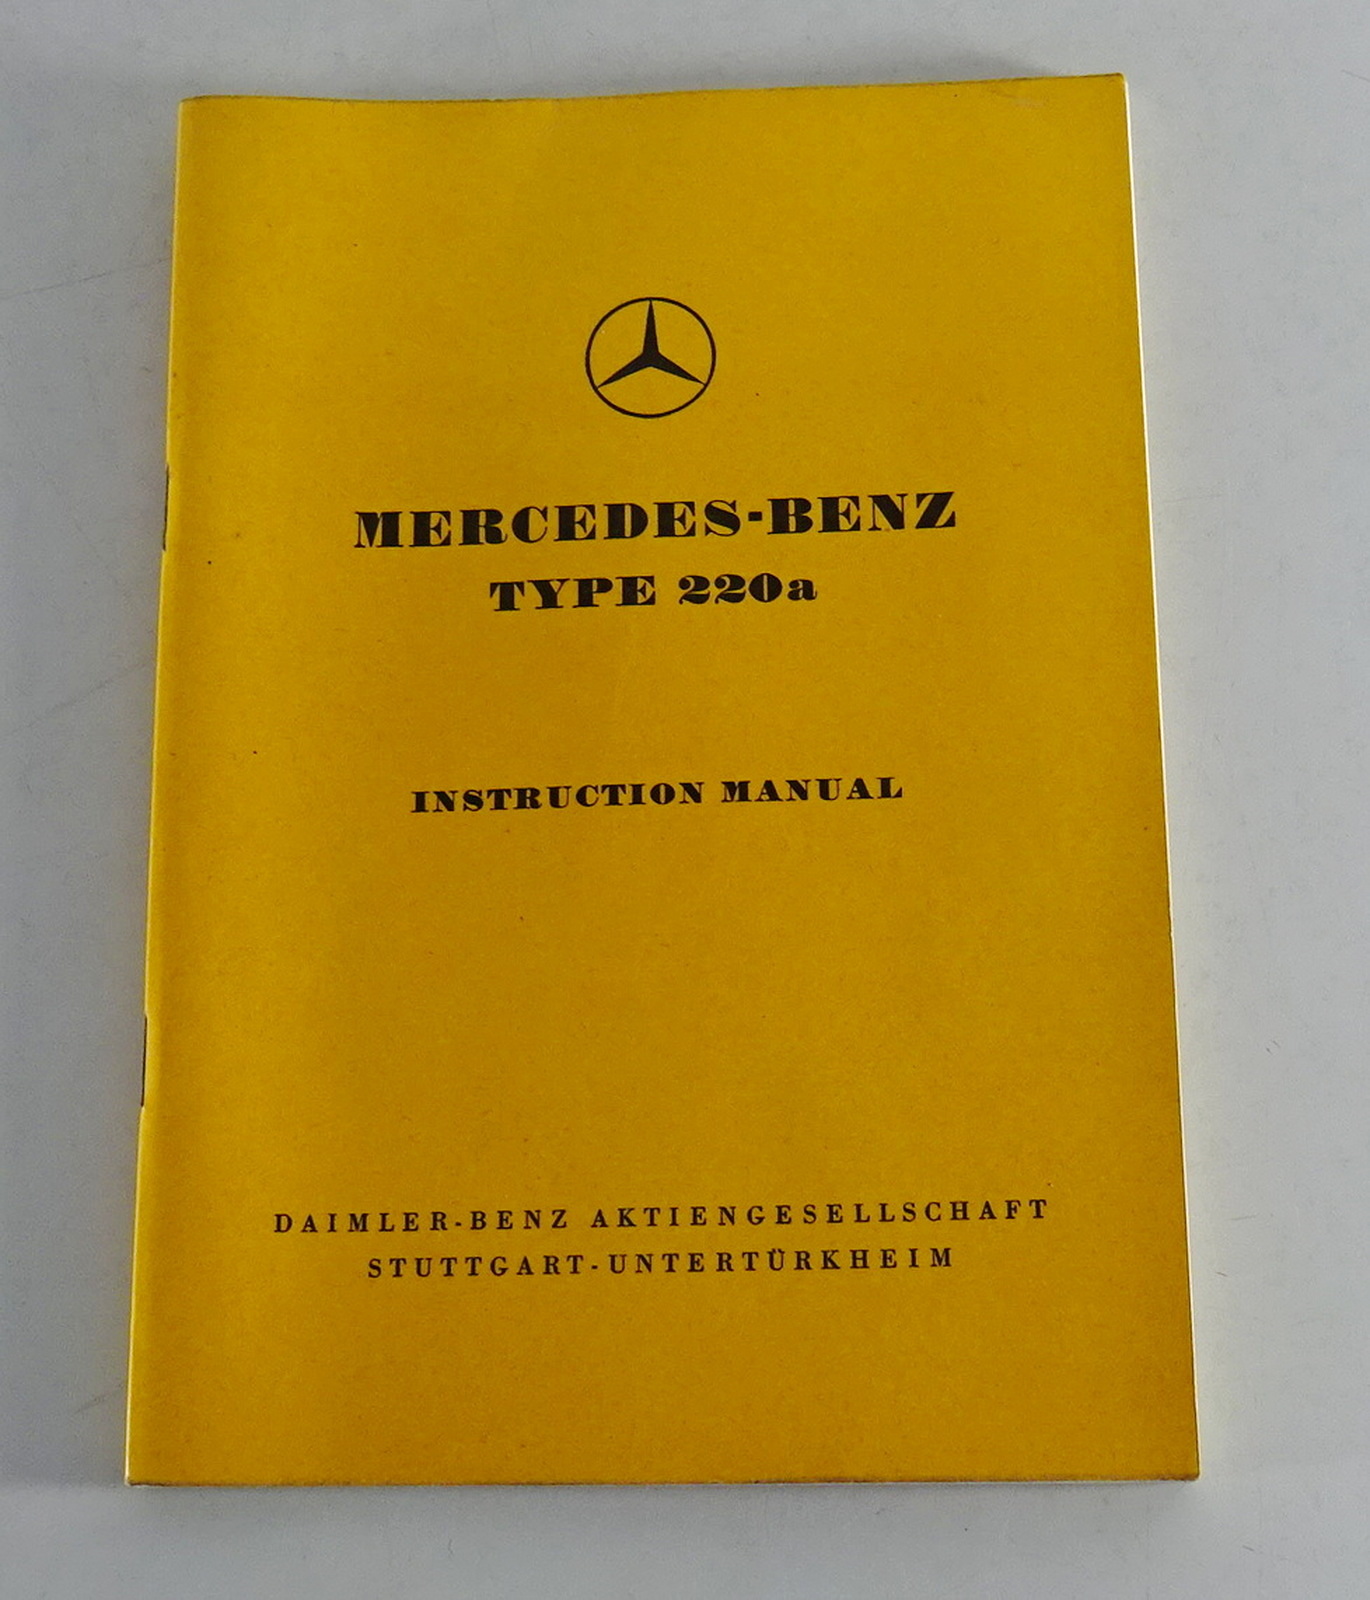 MERCEDES-BENZ
TYPE 220a
INSTRUCTION MANUAL
DAIMLER-BENZ AKTIENGESELLSCHAFT
STUTTGART-UNTERTÜRKHEIM